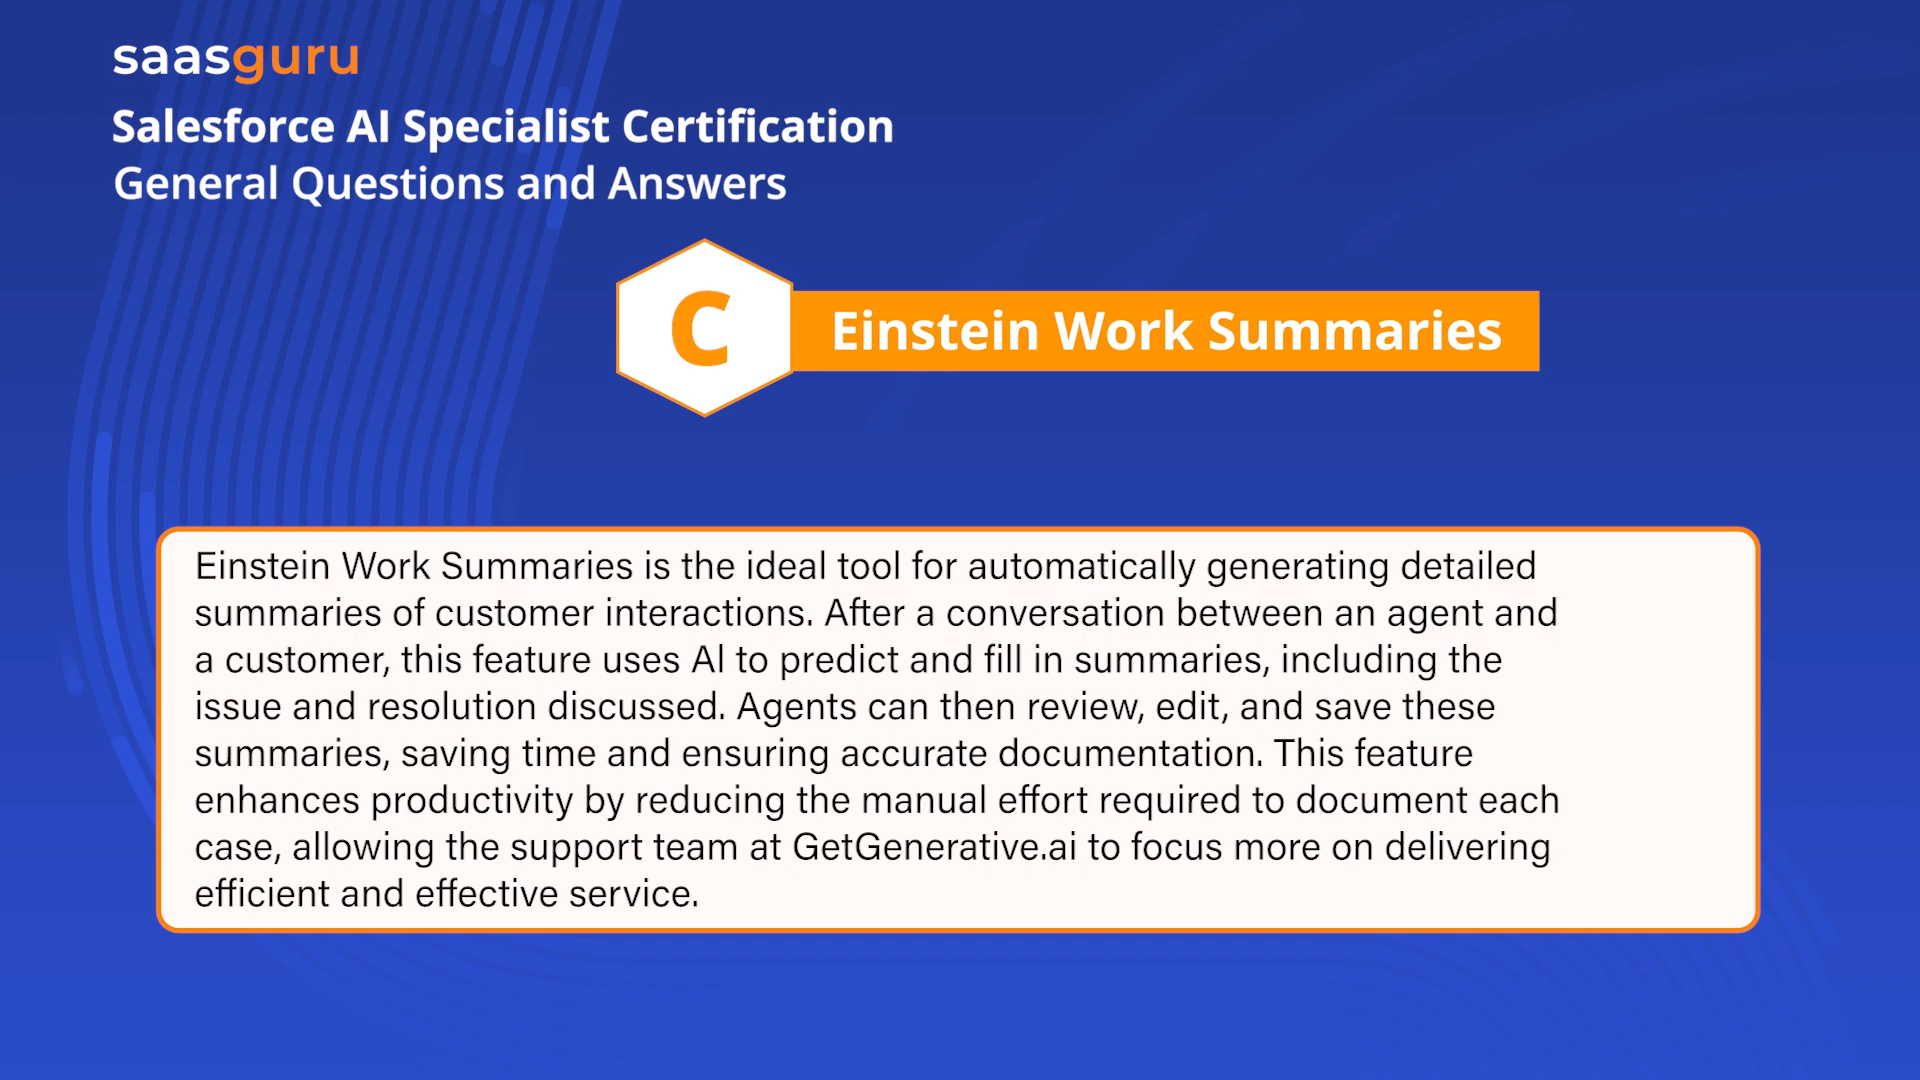 saasguru
Salesforce AI Specialist Certification
General Questions and Answers
C
Einstein Work Summaries
Einstein Work Summaries is the ideal tool for automatically generating detailed
summaries of customer interactions. After a conversation between an agent and
a customer, this feature uses AI to predict and fill in summaries, including the
issue and resolution discussed. Agents can then review, edit, and save these
summaries, saving time and ensuring accurate documentation. This feature
enhances productivity by reducing the manual effort required to document each
case, allowing the support team at GetGenerative.ai to focus more on delivering
efficient and effective service.